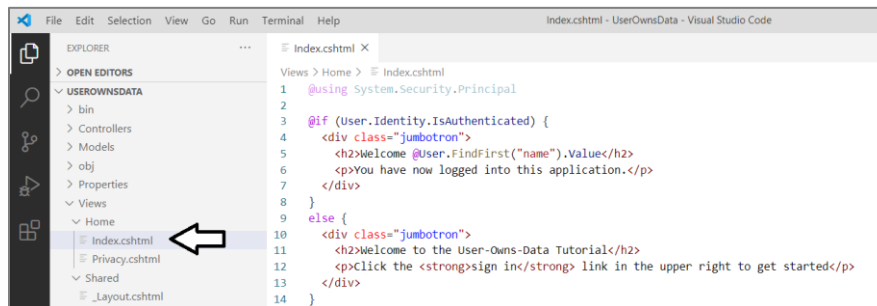 File Edit Selection View Go Run Terminal Help
Index.cshtml - UserOwnsData - Visual Studio Code
EXPLORER
...
Index.cshtml ×
> OPEN EDITORS
USEROWNSDATA
> bin
> Controllers
> Models
> obj
> Properties
Views
Home
Index.cshtml
Privacy.cshtml
Shared
_Layout.cshtml
Views > Home > Index.cshtml
1 @using System.Security.Principal
2
3 @if (User.Identity.IsAuthenticated) {
4 <div class="jumbotron">
5 <h2>Welcome @User.FindFirst("name").Value</h2>
6 <p>You have now logged into this application.</p>
7 </div>
8 }
9 else {
10 <div class="jumbotron">
11 <h2>Welcome to the User-Owns-Data Tutorial</h2>
12 <p>Click the <strong>sign in</strong> link in the upper right to get started</p>
13 </div>
14 }